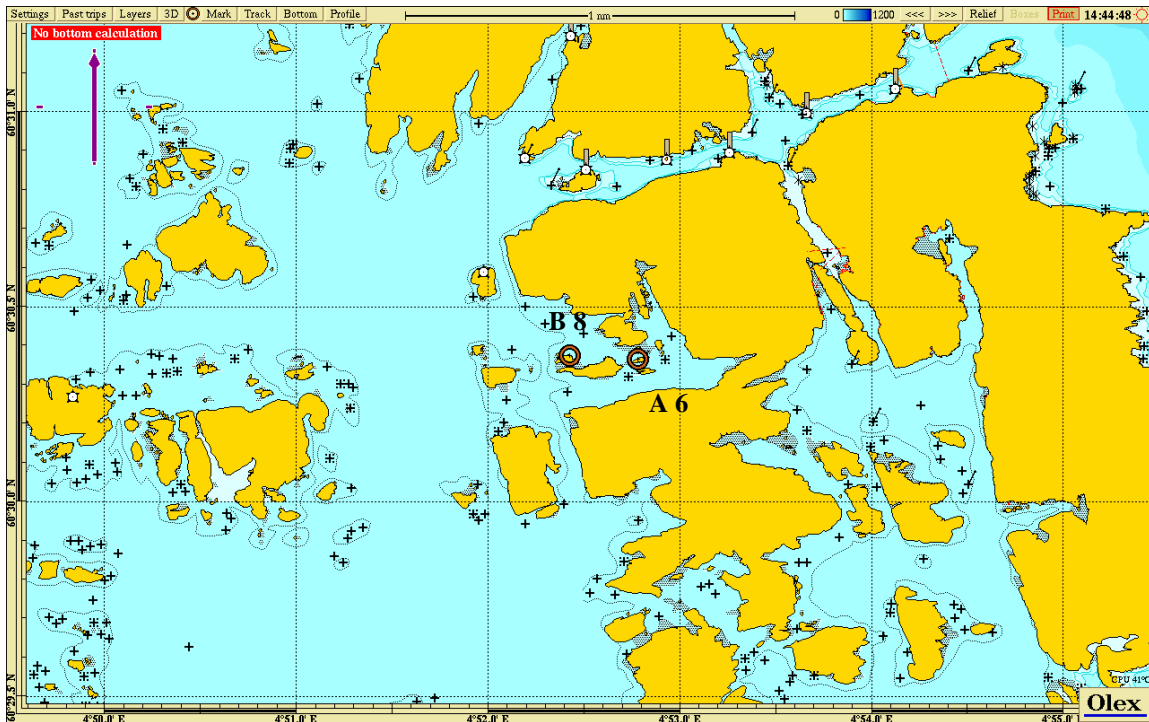 Settings Past trips Layers 3D Mark Track Bottom Profile 1 nm 0 1200 <<< >>> Relief Boxes Print 14:44:48
No bottom calculation
60°31.0' N
60°30.5' N
B 8
A 6
60°30.0' N
60°29.5 N
CPU 41°C
Olex
4°50.0' E 4°51.0' E 4°52.0' E 4°53.0' E 4°54.0' E 4°55.0' E